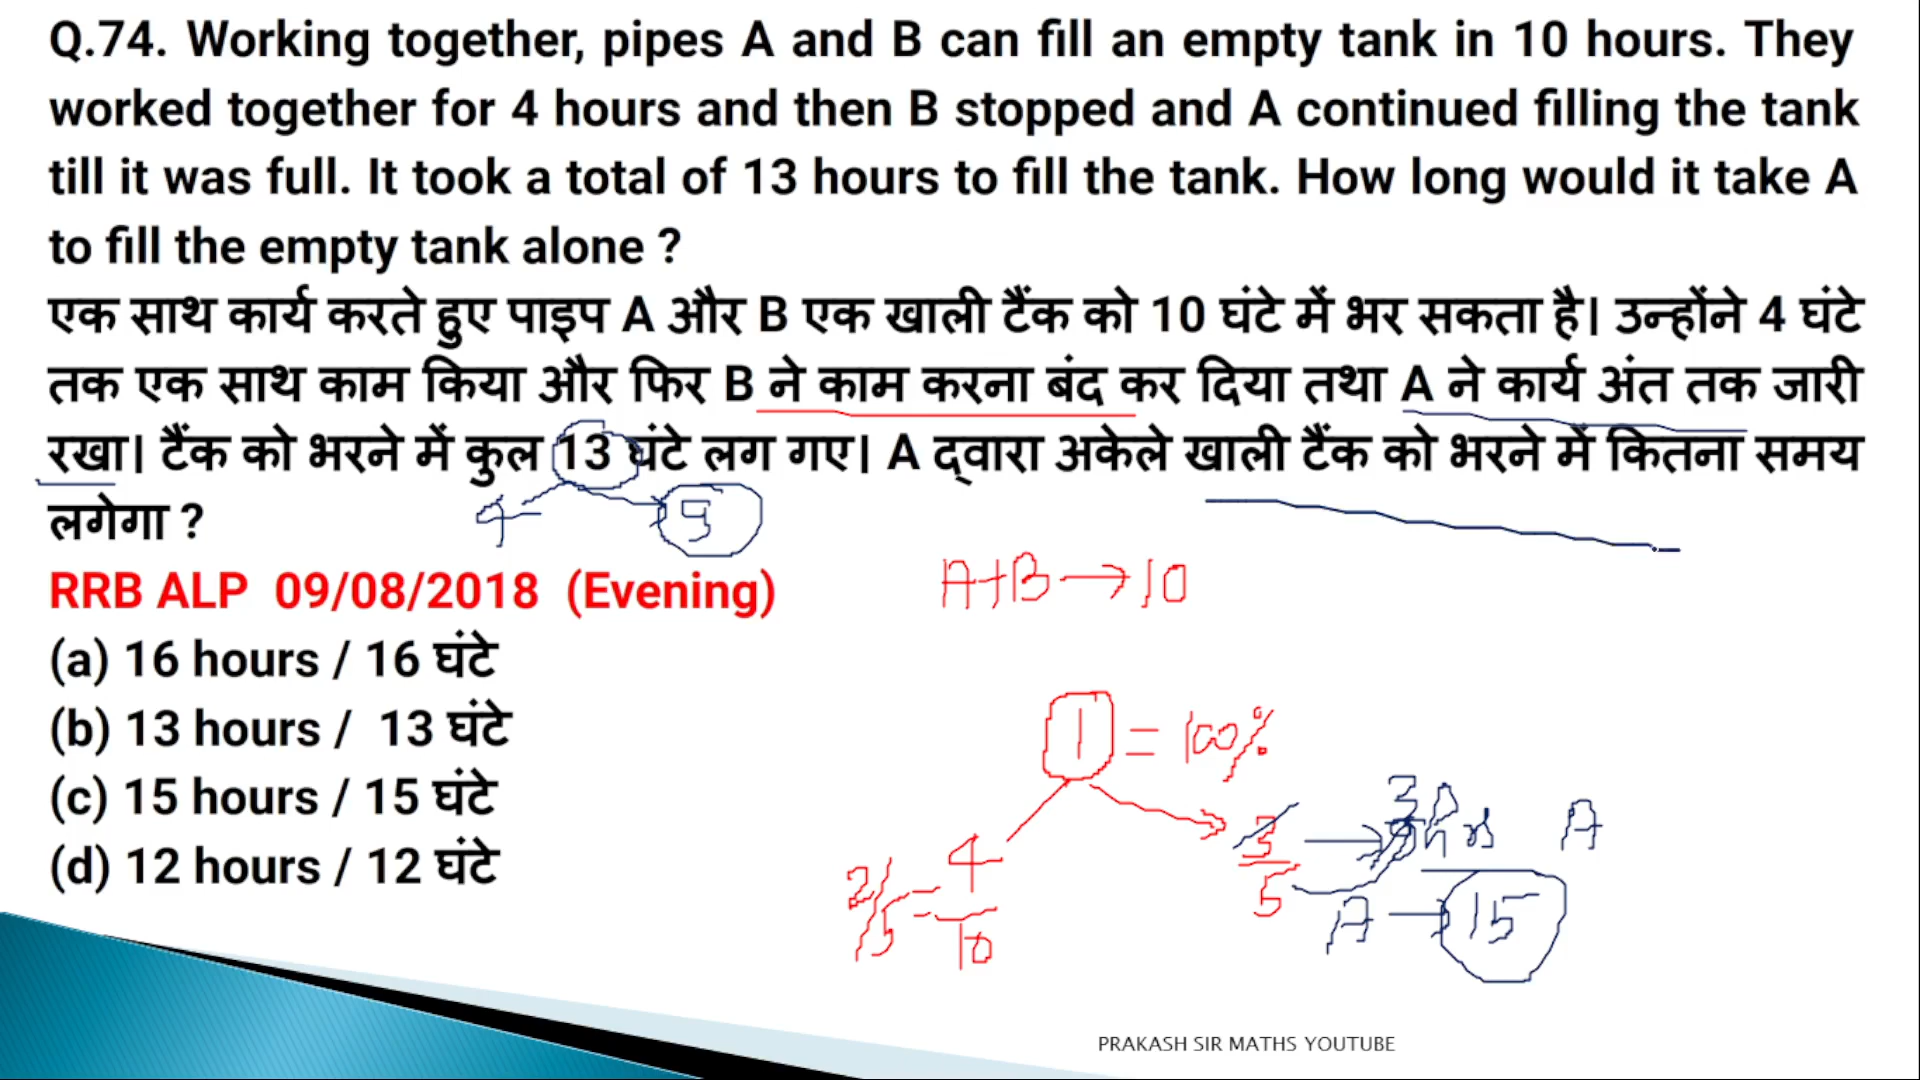 Q.74. Working together, pipes A and B can fill an empty tank in 10 hours. They
worked together for 4 hours and then B stopped and A continued filling the tank
till it was full. It took a total of 13 hours to fill the tank. How long would it take A
to fill the empty tank alone ?
एक साथ कार्य करते हुए पाइप A और B एक खाली टैंक को 10 घंटे में भर सकता है। उन्होंने 4 घंटे
तक एक साथ काम किया और फिर B ने काम करना बंद कर दिया तथा A ने कार्य अंत तक जारी
रखा। टैंक को भरने में कुल 13 घंटे लग गए। A द्वारा अकेले खाली टैंक को भरने में कितना समय
लगेगा ?
4 9
RRB ALP 09/08/2018 (Evening)
A+B → 10
(a) 16 hours / 16 घंटे
(b) 13 hours / 13 घंटे
1 = 100%
(c) 15 hours / 15 घंटे
(d) 12 hours / 12 घंटे
2/5 = 4/10
3/5 →
A
A → 15
PRAKASH SIR MATHS YOUTUBE